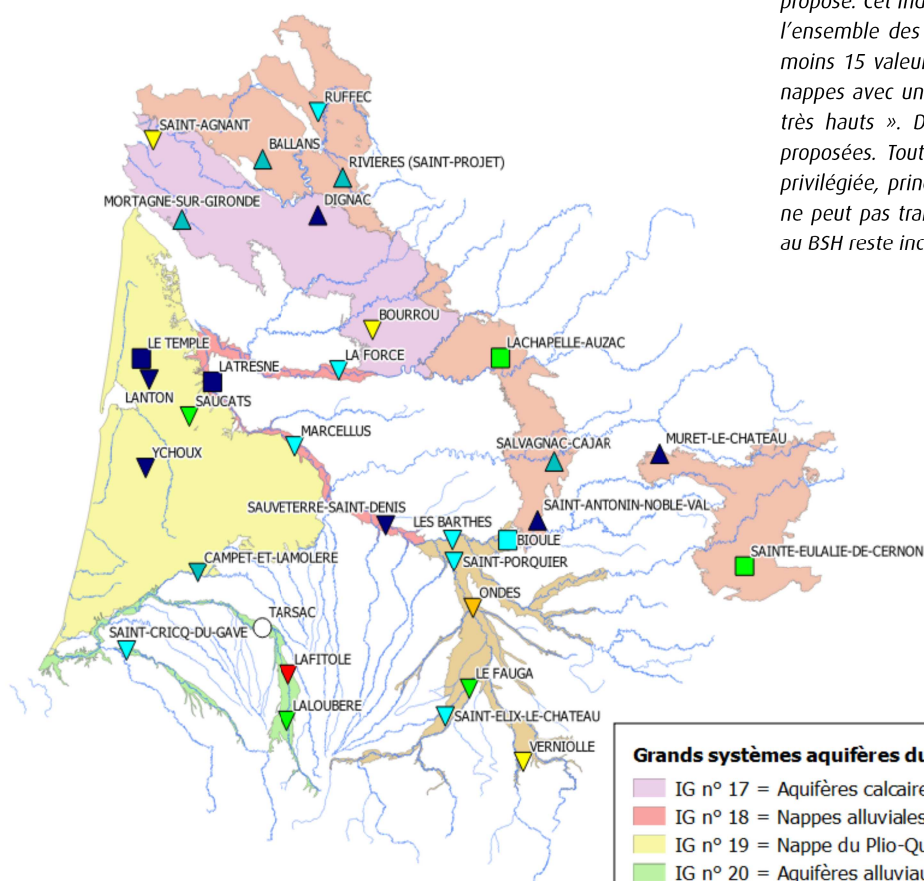 proposé. Cet ind
l'ensemble des
moins 15 valeur
nappes avec un
très hauts ». D
proposées. Tout
privilégiée, prin
ne peut pas tran
au BSH reste inc
RUFFEC
SAINT-AGNANT
BALLANS
RIVIERES (SAINT-PROJET)
MORTAGNE-SUR-GIRONDE
DIGNAC
BOURROU
LE TEMPLE
LA FORCE
LACHAPELLE-AUZAC
LATRESNE
LANTON
SAUCATS
MARCELLUS
YCHOUX
SALVAGNAC-CAJAR
MURET-LE-CHATEAU
SAUVETERRE-SAINT-DENIS
SAINT-ANTONIN-NOBLE-VAL
LES BARTHES
BIOULE
SAINTE-EULALIE-DE-CERNON
CAMPET-ET-LAMOLERE
SAINT-PORQUIER
ONDES
TARSAC
SAINT-CRICQ-DU-GAVE
LAFITOLE
LE FAUGA
LALOUBERE
SAINT-ELIX-LE-CHATEAU
VERNIOLLE
Grands systèmes aquifères du
IG n° 17 = Aquifères calcaire
IG n° 18 = Nappes alluviales
IG n° 19 = Nappe du Plio-Qu
IG n° 20 = Aquifères alluviau